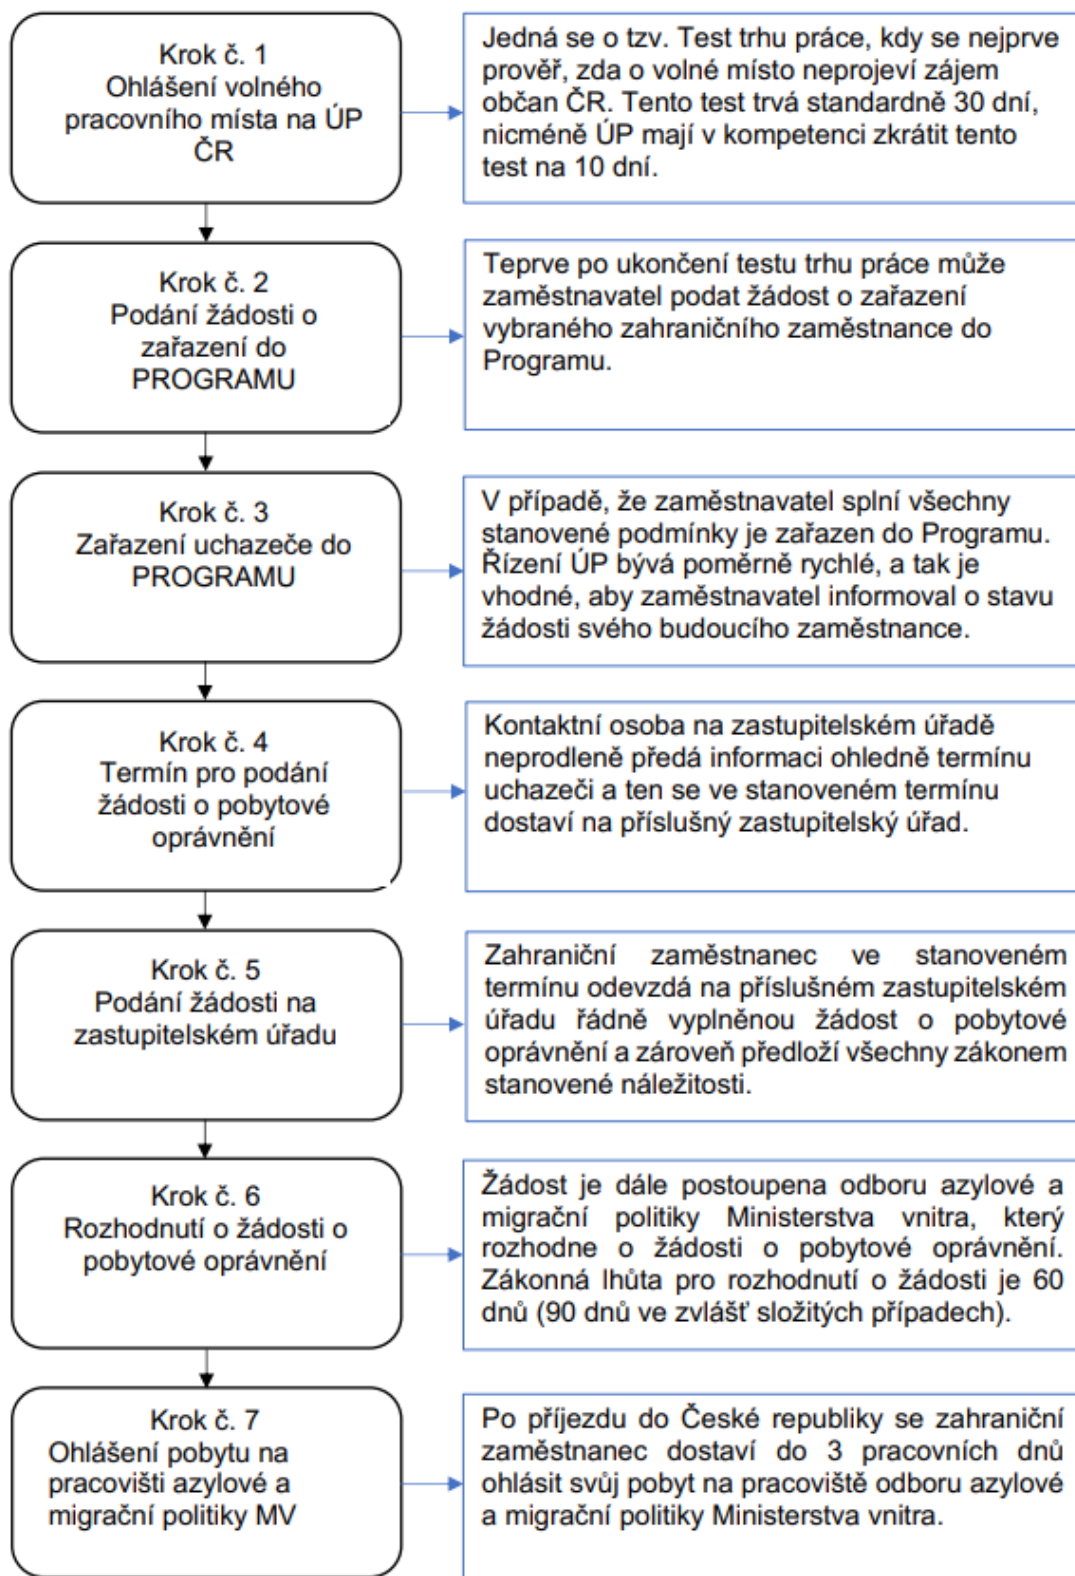 Krok č. 1
Ohlášení volného
pracovního místa na ÚP
ČR
Jedná se o tzv. Test trhu práce, kdy se nejprve
prověř, zda o volné místo neprojeví zájem
občan ČR. Tento test trvá standardně 30 dní,
nicméně ÚP mají v kompetenci zkrátit tento
test na 10 dní.
Krok č. 2
Podání žádosti o
zařazení do
PROGRAMU
Teprve po ukončení testu trhu práce může
zaměstnavatel podat žádost o zařazení
vybraného zahraničního zaměstnance do
Programu.
Krok č. 3
Zařazení uchazeče do
PROGRAMU
V případě, že zaměstnavatel splní všechny
stanovené podmínky je zařazen do Programu.
Řízení ÚP bývá poměrně rychlé, a tak je
vhodné, aby zaměstnavatel informoval o stavu
žádosti svého budoucího zaměstnance.
Krok č. 4
Termín pro podání
žádosti o pobytové
oprávnění
Kontaktní osoba na zastupitelském úřadě
neprodleně předá informaci ohledně termínu
uchazeči a ten se ve stanoveném termínu
dostaví na příslušný zastupitelský úřad.
Krok č. 5
Podání žádosti na
zastupitelském úřadu
Zahraniční zaměstnanec ve stanoveném
termínu odevzdá na příslušném zastupitelském
úřadu řádně vyplněnou žádost o pobytové
oprávnění a zároveň předloží všechny zákonem
stanovené náležitosti.
Krok č. 6
Rozhodnutí o žádosti o
pobytové oprávnění
Žádost je dále postoupena odboru azylové a
migrační politiky Ministerstva vnitra, který
rozhodne o žádosti o pobytové oprávnění.
Zákonná lhůta pro rozhodnutí o žádosti je 60
dnů (90 dnů ve zvlášť složitých případech).
Krok č. 7
Ohlášení pobytu na
pracovišti azylové a
migrační politiky MV
Po příjezdu do České republiky se zahraniční
zaměstnanec dostaví do 3 pracovních dnů
ohlásit svůj pobyt na pracoviště odboru azylové
a migrační politiky Ministerstva vnitra.